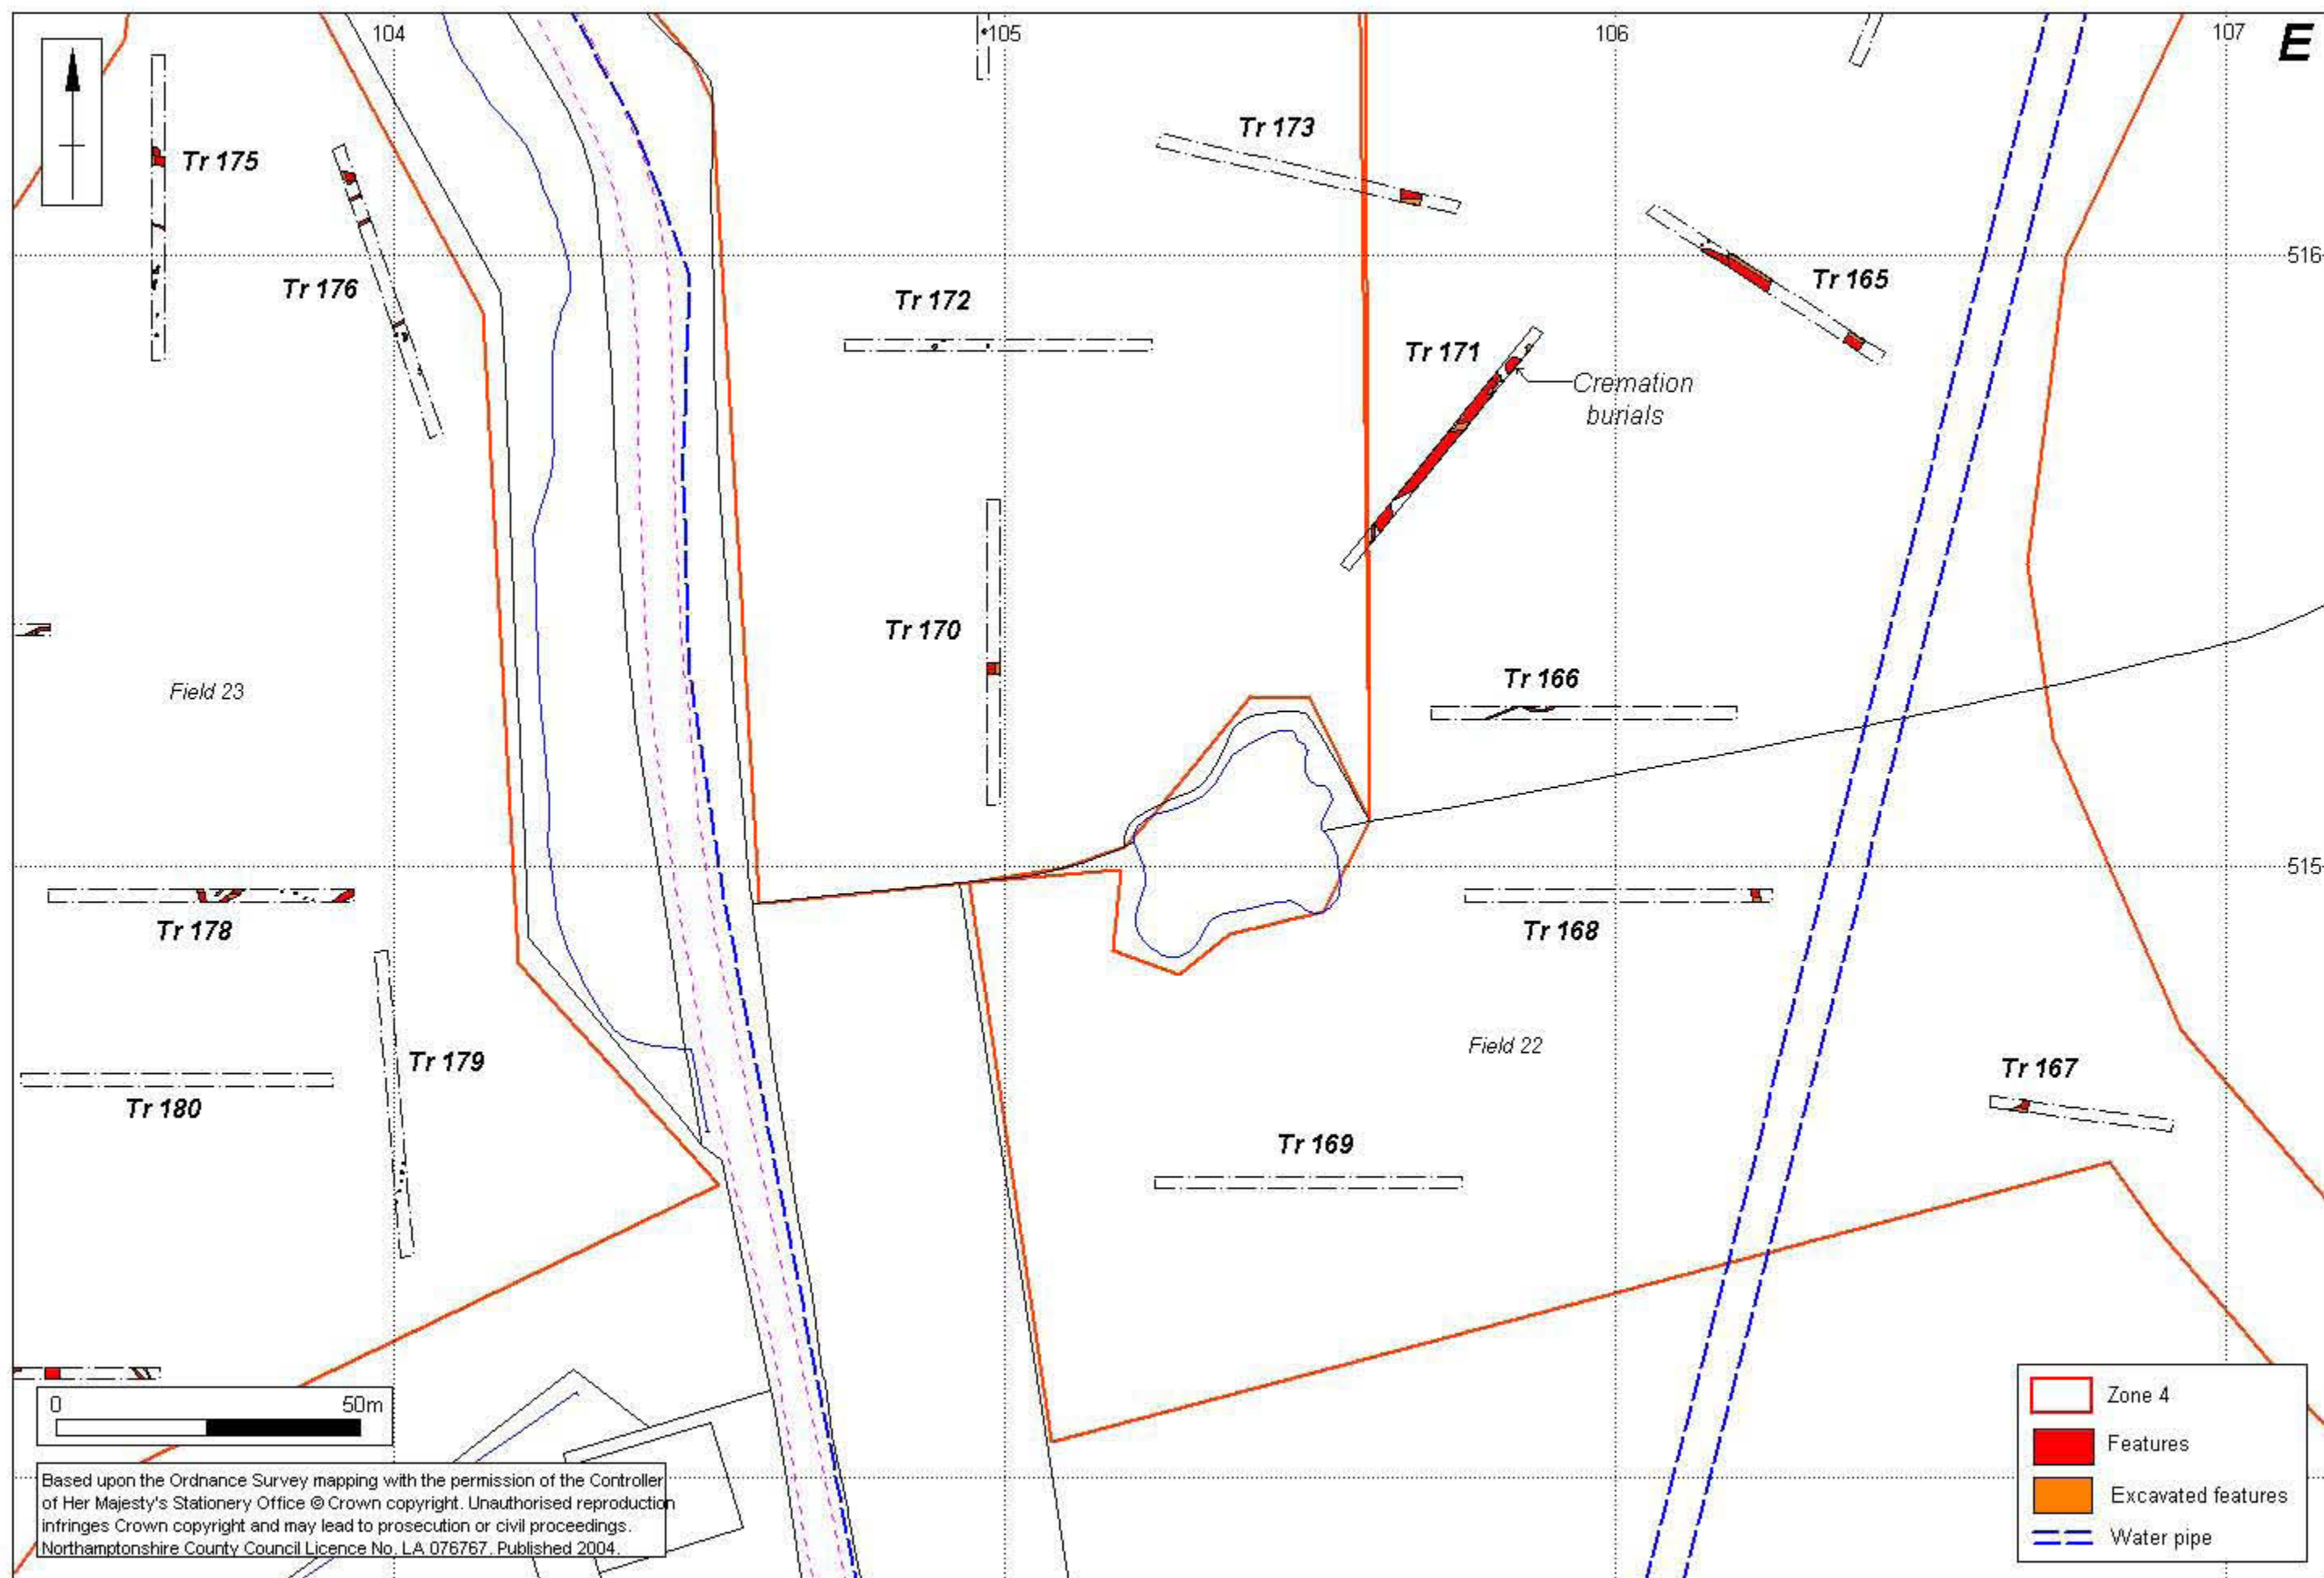 104
105
106
107
E
Tr 173
Tr 175
516
Tr 176
Tr 172
Tr 165
Tr 171
Cremation
burials
Tr 170
Field 23
Tr 166
515
Tr 178
Tr 168
Field 22
Tr 179
Tr 167
Tr 180
Tr 169
0 50m
Zone 4
Features
Excavated features
Water pipe
Based upon the Ordnance Survey mapping with the permission of the Controller
of Her Majesty's Stationery Office © Crown copyright. Unauthorised reproduction
infringes Crown copyright and may lead to prosecution or civil proceedings.
Northamptonshire County Council Licence No. LA 076767. Published 2004.